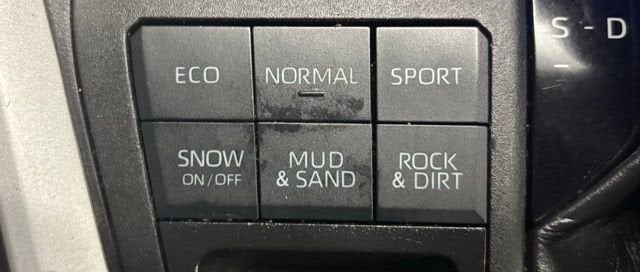 ECO NORMAL SPORT S - D
–
SNOW
ON/OFF
MUD
& SAND
ROCK
& DIRT